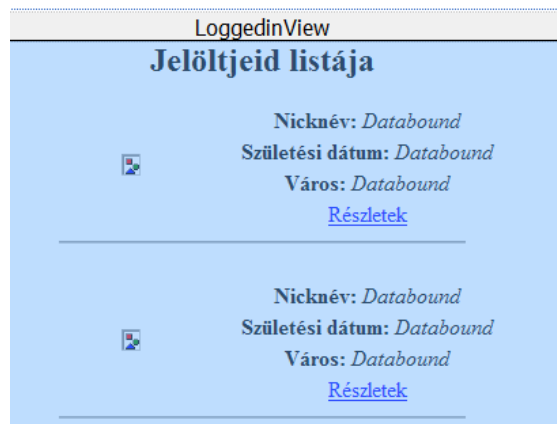 LoggedinView
Jelöltjeid listája
Nicknév: Databound
Születési dátum: Databound
Város: Databound
Részletek
Nicknév: Databound
Születési dátum: Databound
Város: Databound
Részletek